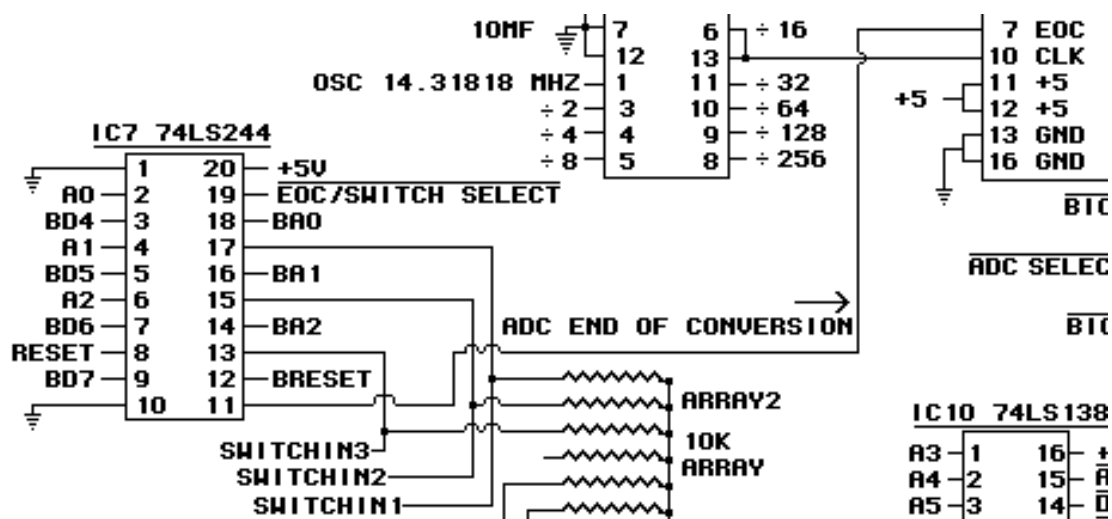 10MF
7 6 ÷ 16
12 13
OSC 14.31818 MHZ 1 11 ÷ 32
÷ 2 3 10 ÷ 64
÷ 4 4 9 ÷ 128
÷ 8 5 8 ÷ 256
7 EOC
10 CLK
11 +5
+5
12 +5
13 GND
16 GND
IC7 74LS244
1 20 +5V
A0 2 19 EOC/SWITCH SELECT
BD4 3 18 BA0
A1 4 17
BD5 5 16 BA1
A2 6 15
BD6 7 14 BA2
RESET 8 13
BD7 9 12 BRESET
10 11
BIO
ADC SELEC
BIO
ADC END OF CONVERSION
ARRAY2
10K
ARRAY
SWITCHIN3
SWITCHIN2
SWITCHIN1
IC10 74LS138
A3 1 16 +
A4 2 15
A5 3 14